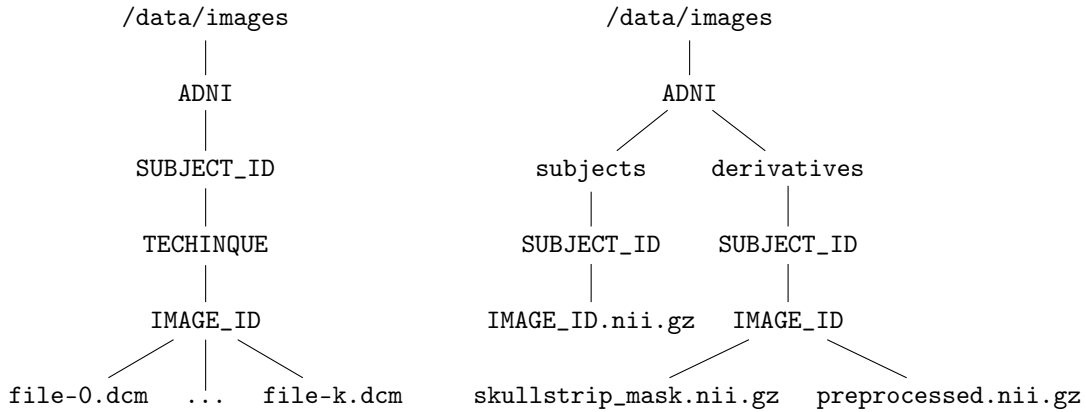 /data/images
ADNI
SUBJECT_ID
TECHINQUE
IMAGE_ID
file-0.dcm ... file-k.dcm
/data/images
ADNI
subjects derivatives
SUBJECT_ID SUBJECT_ID
IMAGE_ID.nii.gz IMAGE_ID
skullstrip_mask.nii.gz preprocessed.nii.gz